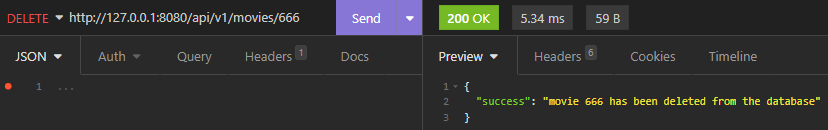 DELETE http://127.0.0.1:8080/api/v1/movies/666 Send 200 OK 5.34 ms 59 B
JSON Auth Query Headers 1 Docs Preview Headers 6 Cookies Timeline
1 ...
1 {
2 "success": "movie 666 has been deleted from the database"
3 }